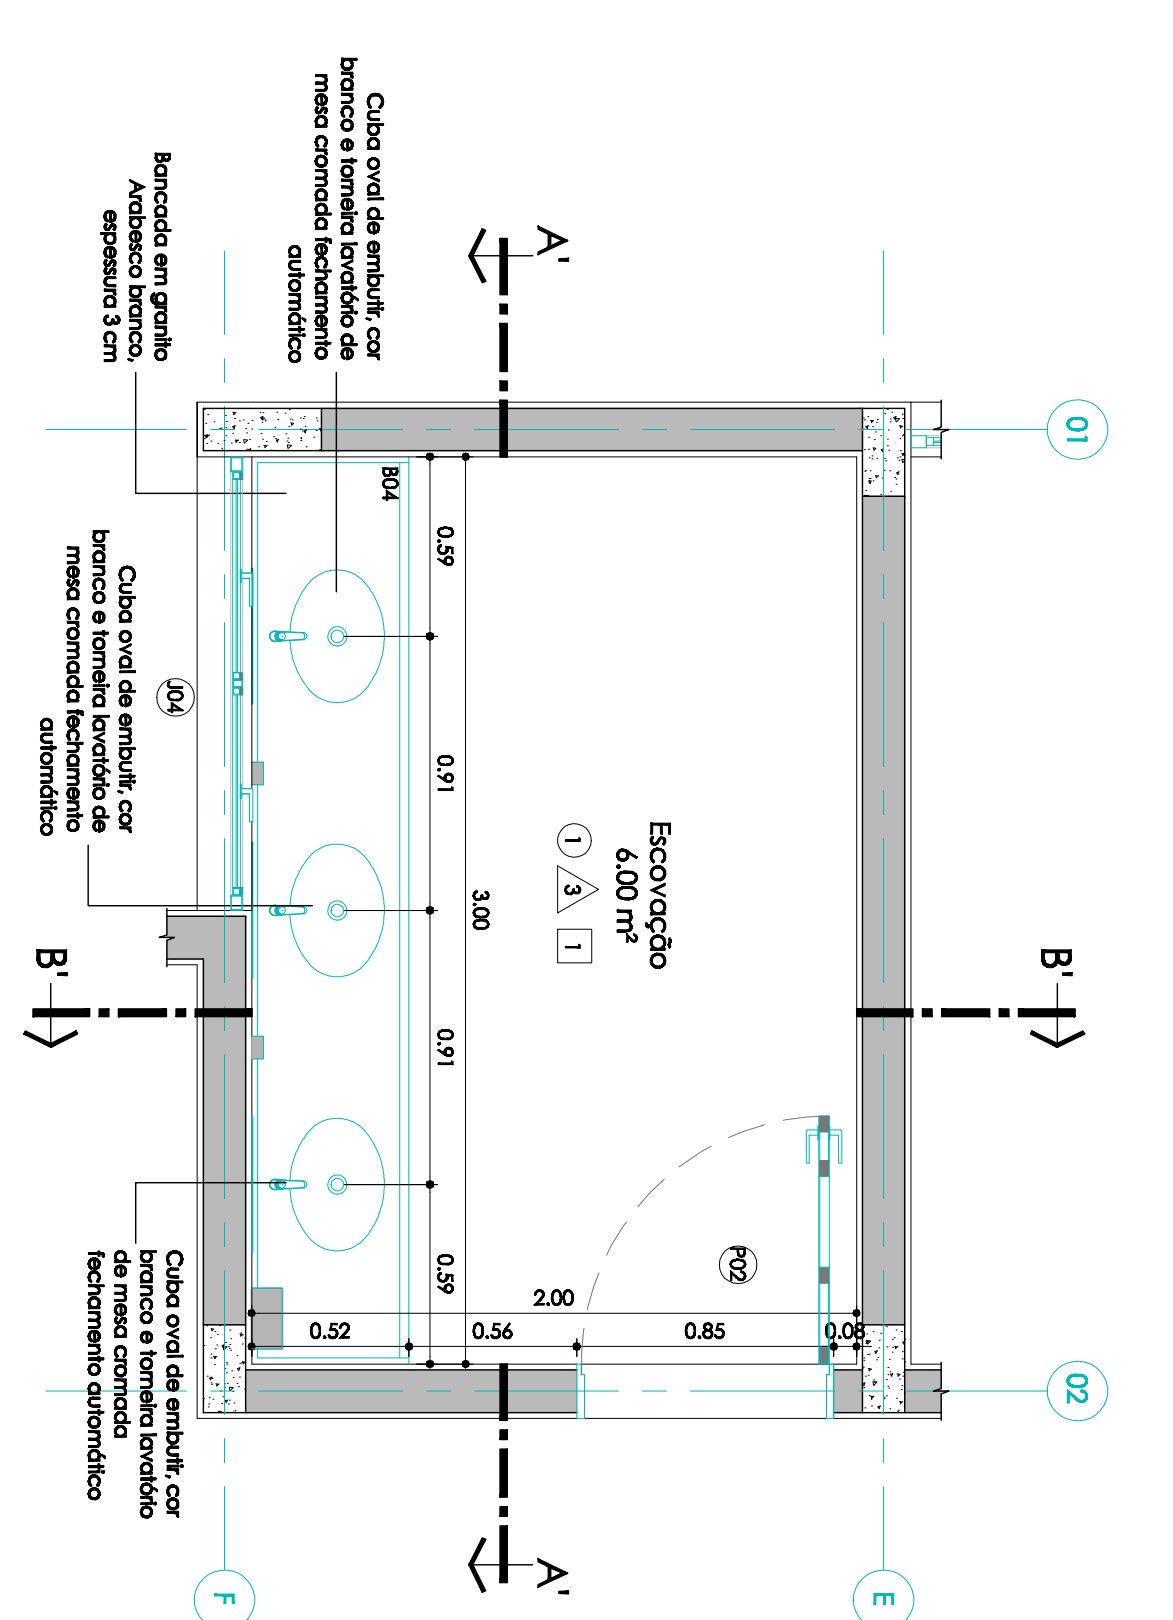 01
02
E
F
A'
A'
B'
B'
Cuba oval de embutir, cor
branco e torneira lavatório de
mesa cromada fechamento
automático
Bancada em granito
Arabesco branco,
espessura 3 cm
B04
0.59
0.91
0.91
0.59
3.00
Escovação
6.00 m²
1
3
1
P02
2.00
0.52
0.56
0.85
0.08
J04
Cuba oval de embutir, cor
branco e torneira lavatório de
mesa cromada fechamento
automático
Cuba oval de embutir, cor
branco e torneira lavatório
de mesa cromada
fechamento automático